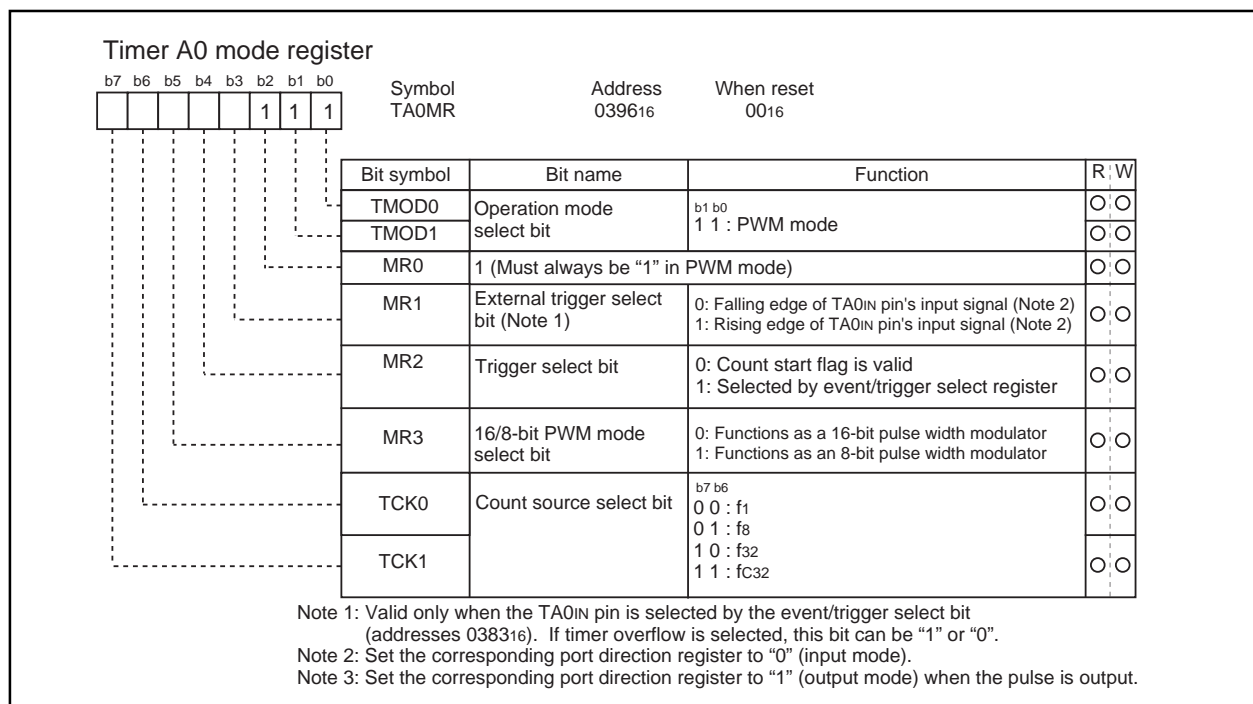 Timer A0 mode register
b7 b6 b5 b4 b3 b2 b1 b0
Symbol Address When reset
TA0MR 039616 0016
1 1 1
Bit symbol Bit name Function R W
TMOD0 Operation mode select bit b1 b0
1 1 : PWM mode
TMOD1
MR0 1 (Must always be “1” in PWM mode)
MR1 External trigger select bit (Note 1) 0: Falling edge of TA0IN pin's input signal (Note 2)
1: Rising edge of TA0IN pin's input signal (Note 2)
MR2 Trigger select bit 0: Count start flag is valid
1: Selected by event/trigger select register
MR3 16/8-bit PWM mode select bit 0: Functions as a 16-bit pulse width modulator
1: Functions as an 8-bit pulse width modulator
TCK0 Count source select bit b7 b6
0 0 : f1
0 1 : f8
1 0 : f32
TCK1 1 1 : fC32
Note 1: Valid only when the TA0IN pin is selected by the event/trigger select bit
(addresses 038316). If timer overflow is selected, this bit can be “1” or “0”.
Note 2: Set the corresponding port direction register to “0” (input mode).
Note 3: Set the corresponding port direction register to “1” (output mode) when the pulse is output.